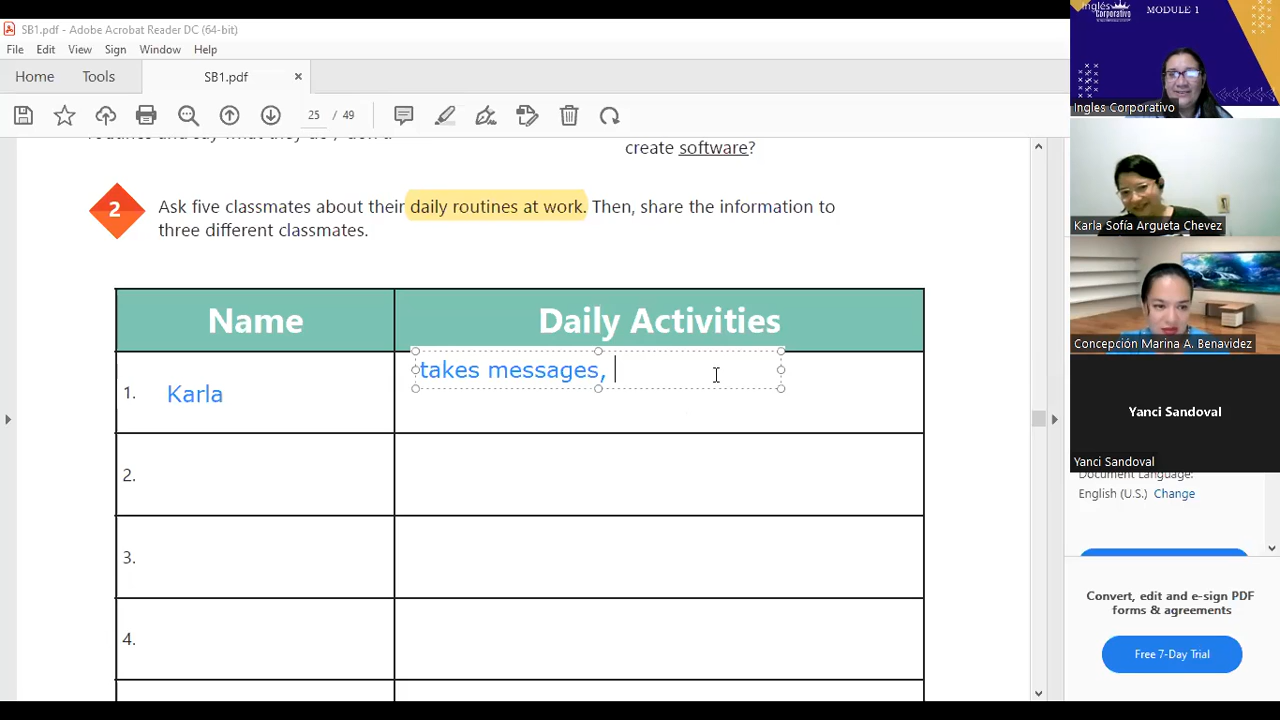 SB1.pdf - Adobe Acrobat Reader DC (64-bit)
File Edit View Sign Window Help
Home Tools SB1.pdf ×
25 / 49
create software?
2 Ask five classmates about their daily routines at work. Then, share the information to
three different classmates.
Name Daily Activities
1. Karla takes messages,
2.
3.
4.
Inglés
Corporativo
MODULE 1
Ingles Corporativo
Karla Sofía Argueta Chevez
Concepción Marina A. Benavidez
Yanci Sandoval
Yanci Sandoval
Document Language:
English (U.S.) Change
Convert, edit and e-sign PDF
forms & agreements
Free 7-Day Trial